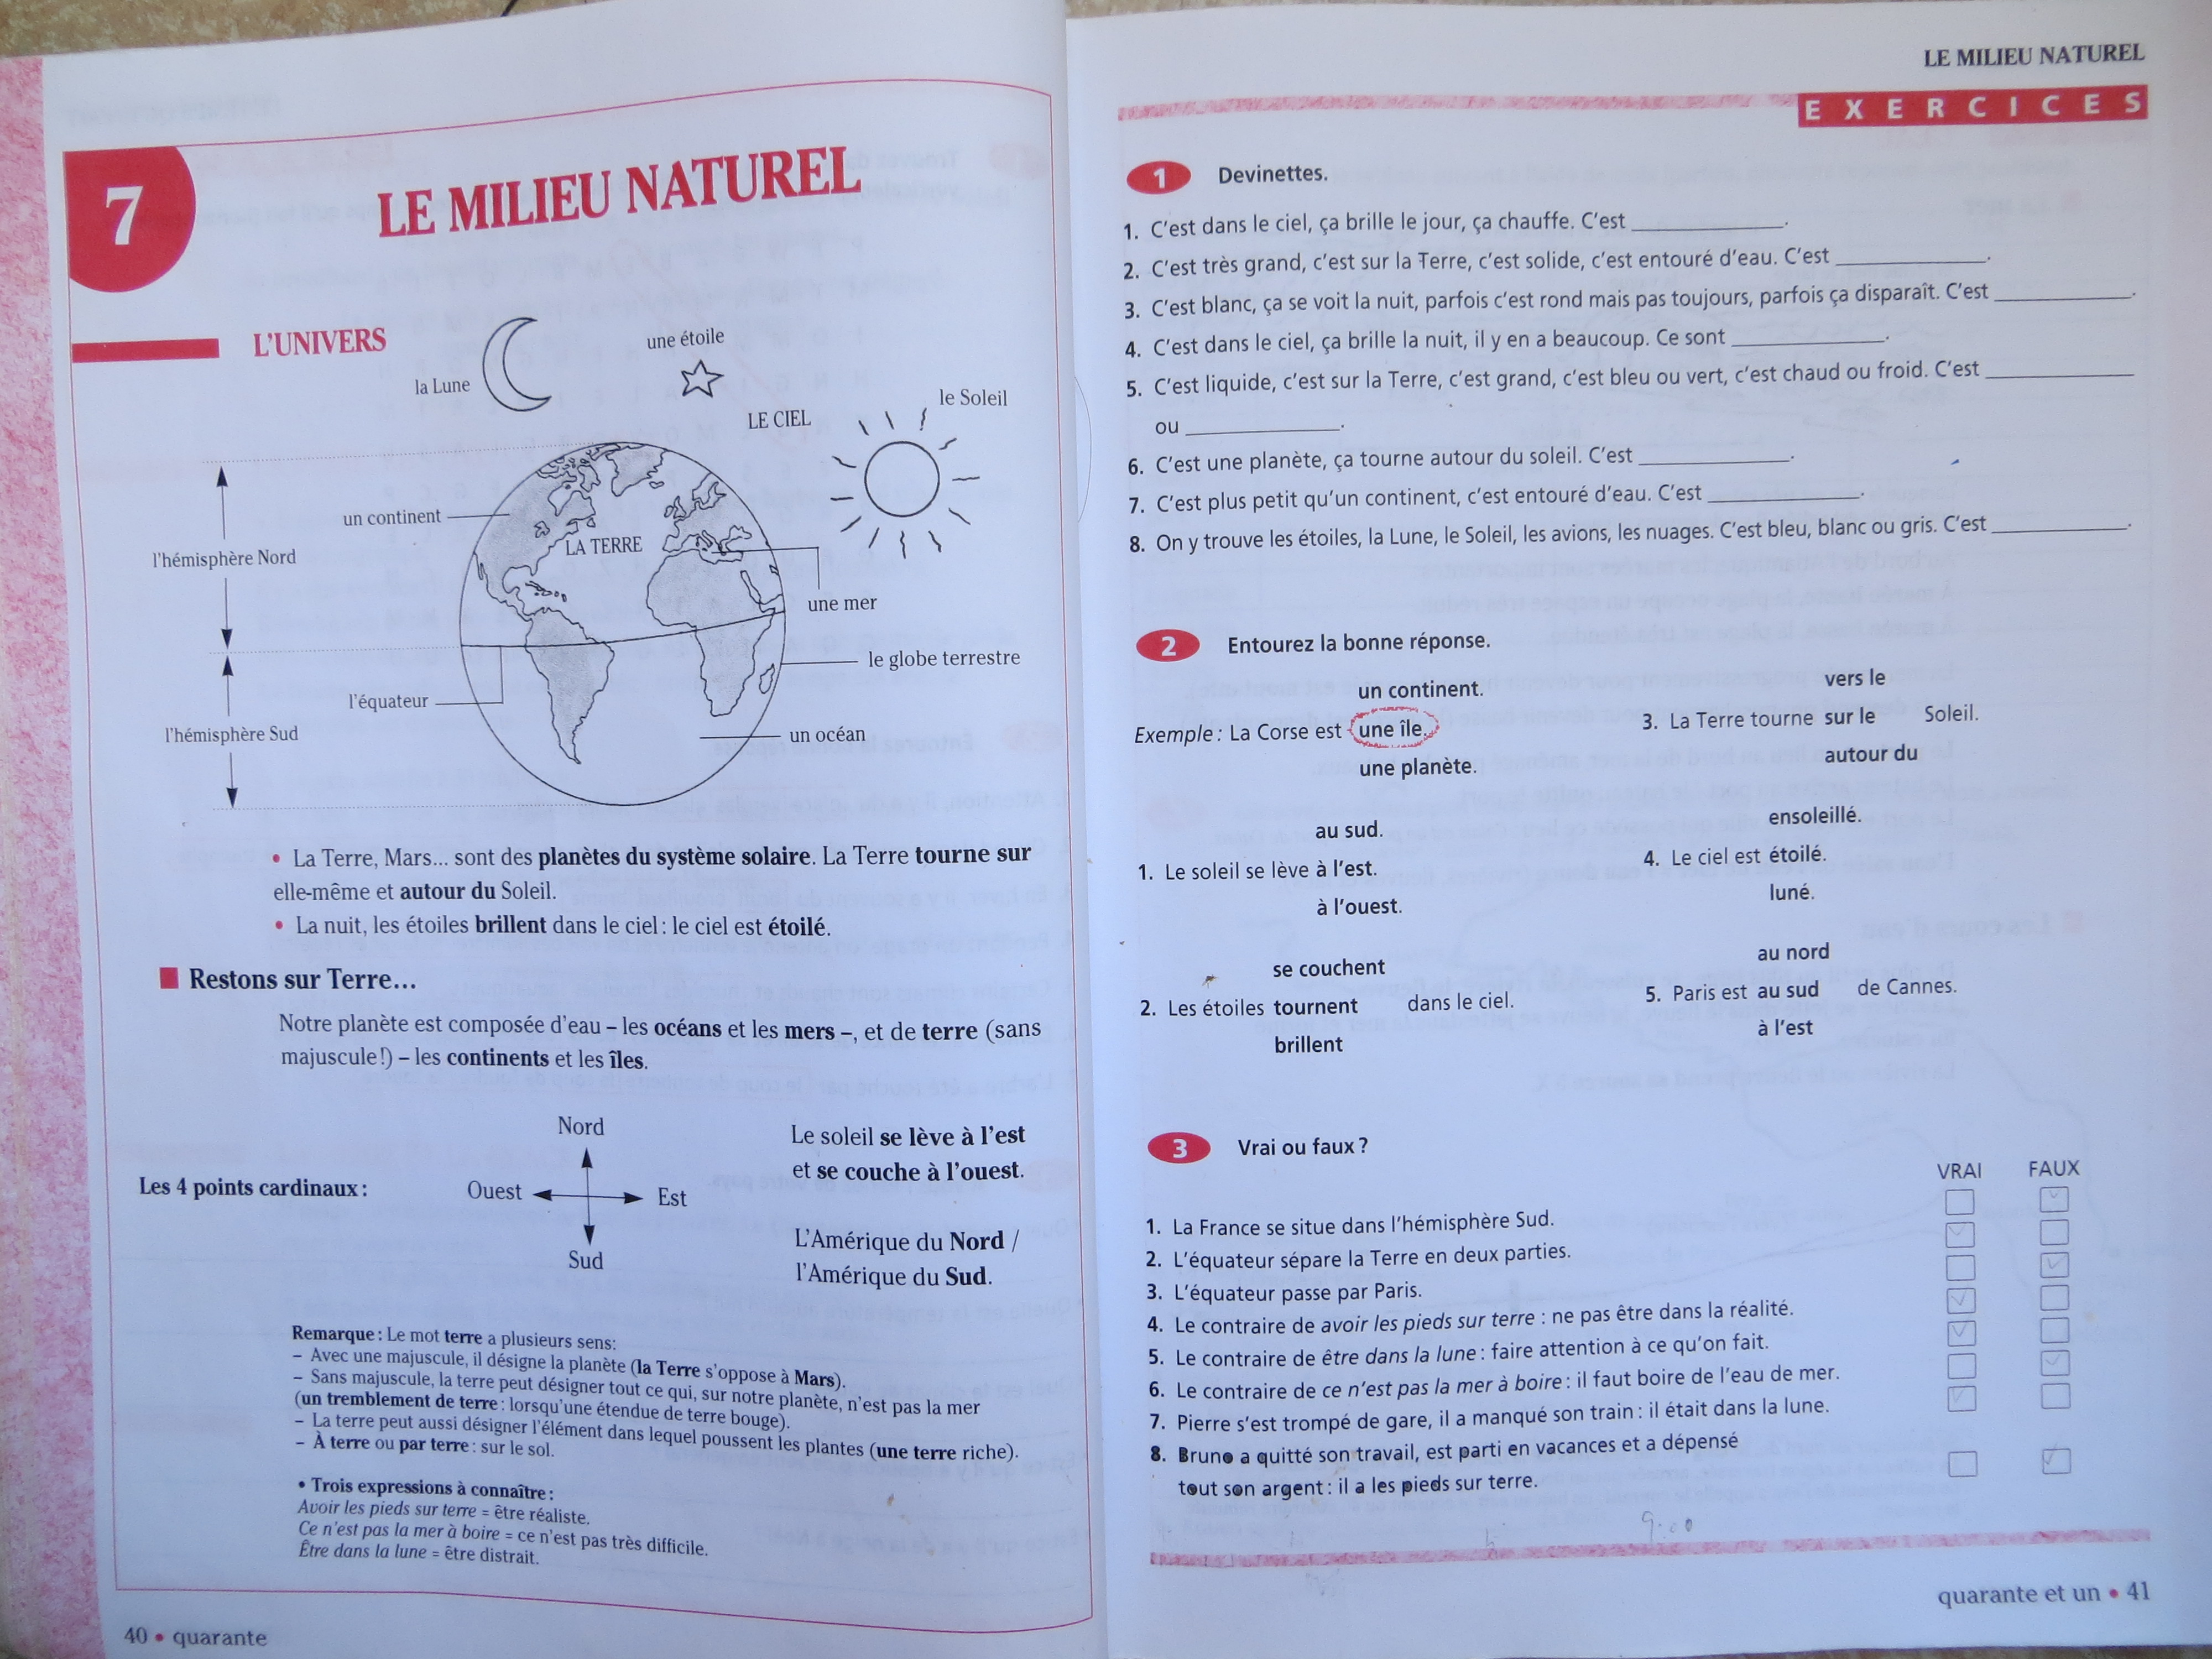 7
LE MILIEU NATUREL
L'UNIVERS
la Lune
une étoile
LE CIEL
le Soleil
un continent
l'hémisphère Nord
LA TERRE
une mer
le globe terrestre
l'équateur
l'hémisphère Sud
un océan
• La Terre, Mars... sont des planètes du système solaire. La Terre tourne sur
elle-même et autour du Soleil.
• La nuit, les étoiles brillent dans le ciel : le ciel est étoilé.
Restons sur Terre...
Notre planète est composée d'eau – les océans et les mers –, et de terre (sans
majuscule !) – les continents et les îles.
Les 4 points cardinaux :
Nord
Ouest
Est
Sud
Le soleil se lève à l'est
et se couche à l'ouest.
L'Amérique du Nord /
l'Amérique du Sud.
Remarque : Le mot terre a plusieurs sens:
– Avec une majuscule, il désigne la planète (la Terre s'oppose à Mars).
– Sans majuscule, la terre peut désigner tout ce qui, sur notre planète, n'est pas la mer
(un tremblement de terre : lorsqu'une étendue de terre bouge).
– La terre peut aussi désigner l'élément dans lequel poussent les plantes (une terre riche).
– À terre ou par terre : sur le sol.
• Trois expressions à connaître :
Avoir les pieds sur terre = être réaliste.
Ce n'est pas la mer à boire = ce n'est pas très difficile.
Être dans la lune = être distrait.
40 • quarante
LE MILIEU NATUREL
EXERCICES
1 Devinettes.
1. C'est dans le ciel, ça brille le jour, ça chauffe. C'est ____________.
2. C'est très grand, c'est sur la Terre, c'est solide, c'est entouré d'eau. C'est ____________.
3. C'est blanc, ça se voit la nuit, parfois c'est rond mais pas toujours, parfois ça disparaît. C'est ____________.
4. C'est dans le ciel, ça brille la nuit, il y en a beaucoup. Ce sont ____________.
5. C'est liquide, c'est sur la Terre, c'est grand, c'est bleu ou vert, c'est chaud ou froid. C'est ____________
ou ____________.
6. C'est une planète, ça tourne autour du soleil. C'est ____________.
7. C'est plus petit qu'un continent, c'est entouré d'eau. C'est ____________.
8. On y trouve les étoiles, la Lune, le Soleil, les avions, les nuages. C'est bleu, blanc ou gris. C'est ____________.
2 Entourez la bonne réponse.
un continent.
Exemple : La Corse est une île.
une planète.
au sud.
1. Le soleil se lève à l'est.
à l'ouest.
se couchent
2. Les étoiles tournent dans le ciel.
brillent
vers le
3. La Terre tourne sur le Soleil.
autour du
ensoleillé.
4. Le ciel est étoilé.
luné.
au nord
5. Paris est au sud de Cannes.
à l'est
3 Vrai ou faux ?
VRAI FAUX
1. La France se situe dans l'hémisphère Sud.
2. L'équateur sépare la Terre en deux parties.
3. L'équateur passe par Paris.
4. Le contraire de avoir les pieds sur terre : ne pas être dans la réalité.
5. Le contraire de être dans la lune : faire attention à ce qu'on fait.
6. Le contraire de ce n'est pas la mer à boire : il faut boire de l'eau de mer.
7. Pierre s'est trompé de gare, il a manqué son train : il était dans la lune.
8. Bruno a quitté son travail, est parti en vacances et a dépensé
tout son argent : il a les pieds sur terre.
9.00
quarante et un • 41